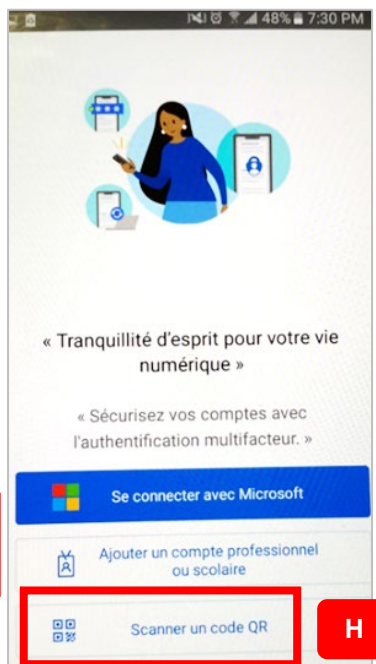 48% 7:30 PM
« Tranquillité d'esprit pour votre vie
numérique »
« Sécurisez vos comptes avec
l'authentification multifacteur. »
Se connecter avec Microsoft
Ajouter un compte professionnel
ou scolaire
Scanner un code QR
H